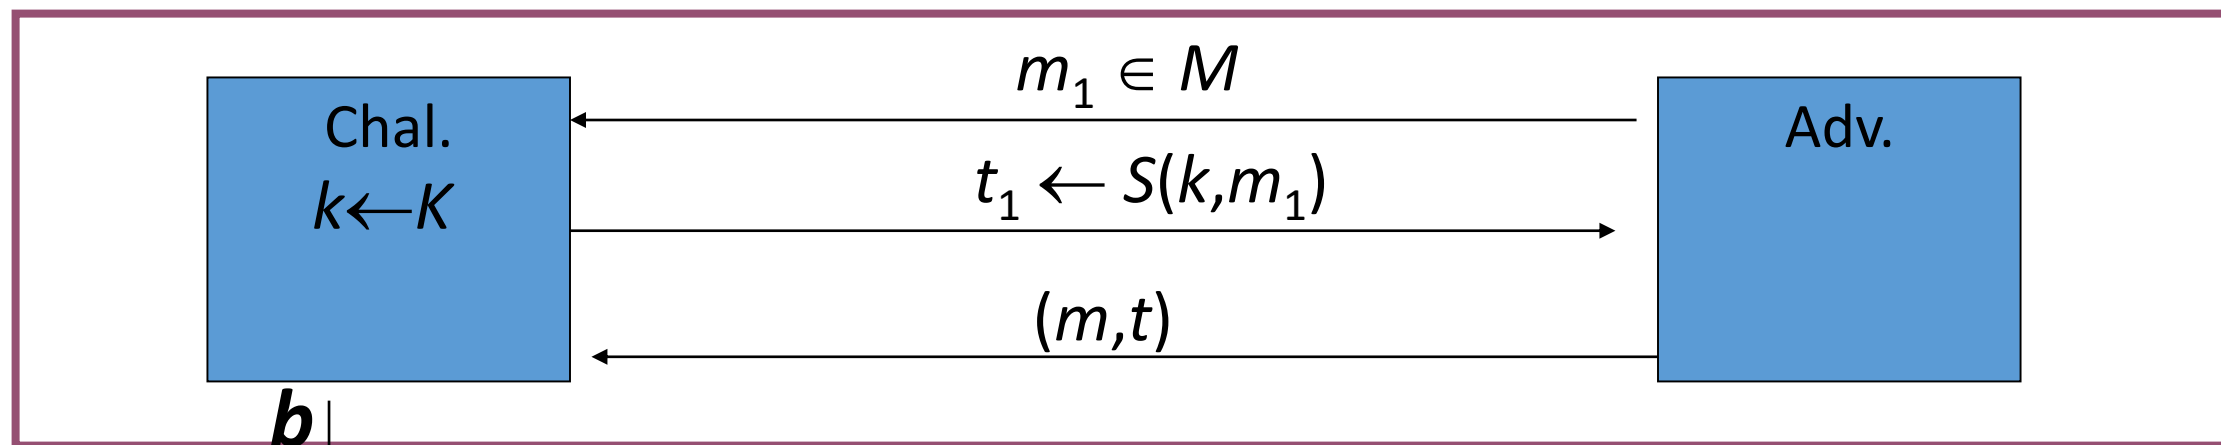 m₁ ∈ M
Chal.
Adv.
t₁ ← S(k,m₁)
k←K
(m,t)
b